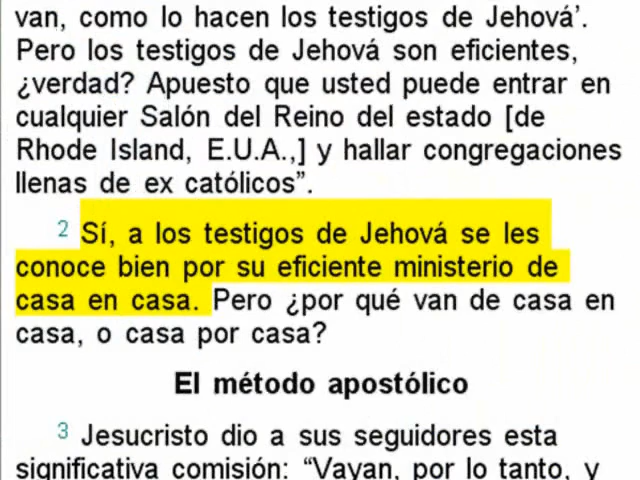 van, como lo hacen los testigos de Jehová’.
Pero los testigos de Jehová son eficientes,
¿verdad? Apuesto que usted puede entrar en
cualquier Salón del Reino del estado [de
Rhode Island, E.U.A.,] y hallar congregaciones
llenas de ex católicos”.
2 Sí, a los testigos de Jehová se les
conoce bien por su eficiente ministerio de
casa en casa. Pero ¿por qué van de casa en
casa, o casa por casa?
El método apostólico
3 Jesucristo dio a sus seguidores esta
significativa comisión: “Vayan, por lo tanto, y